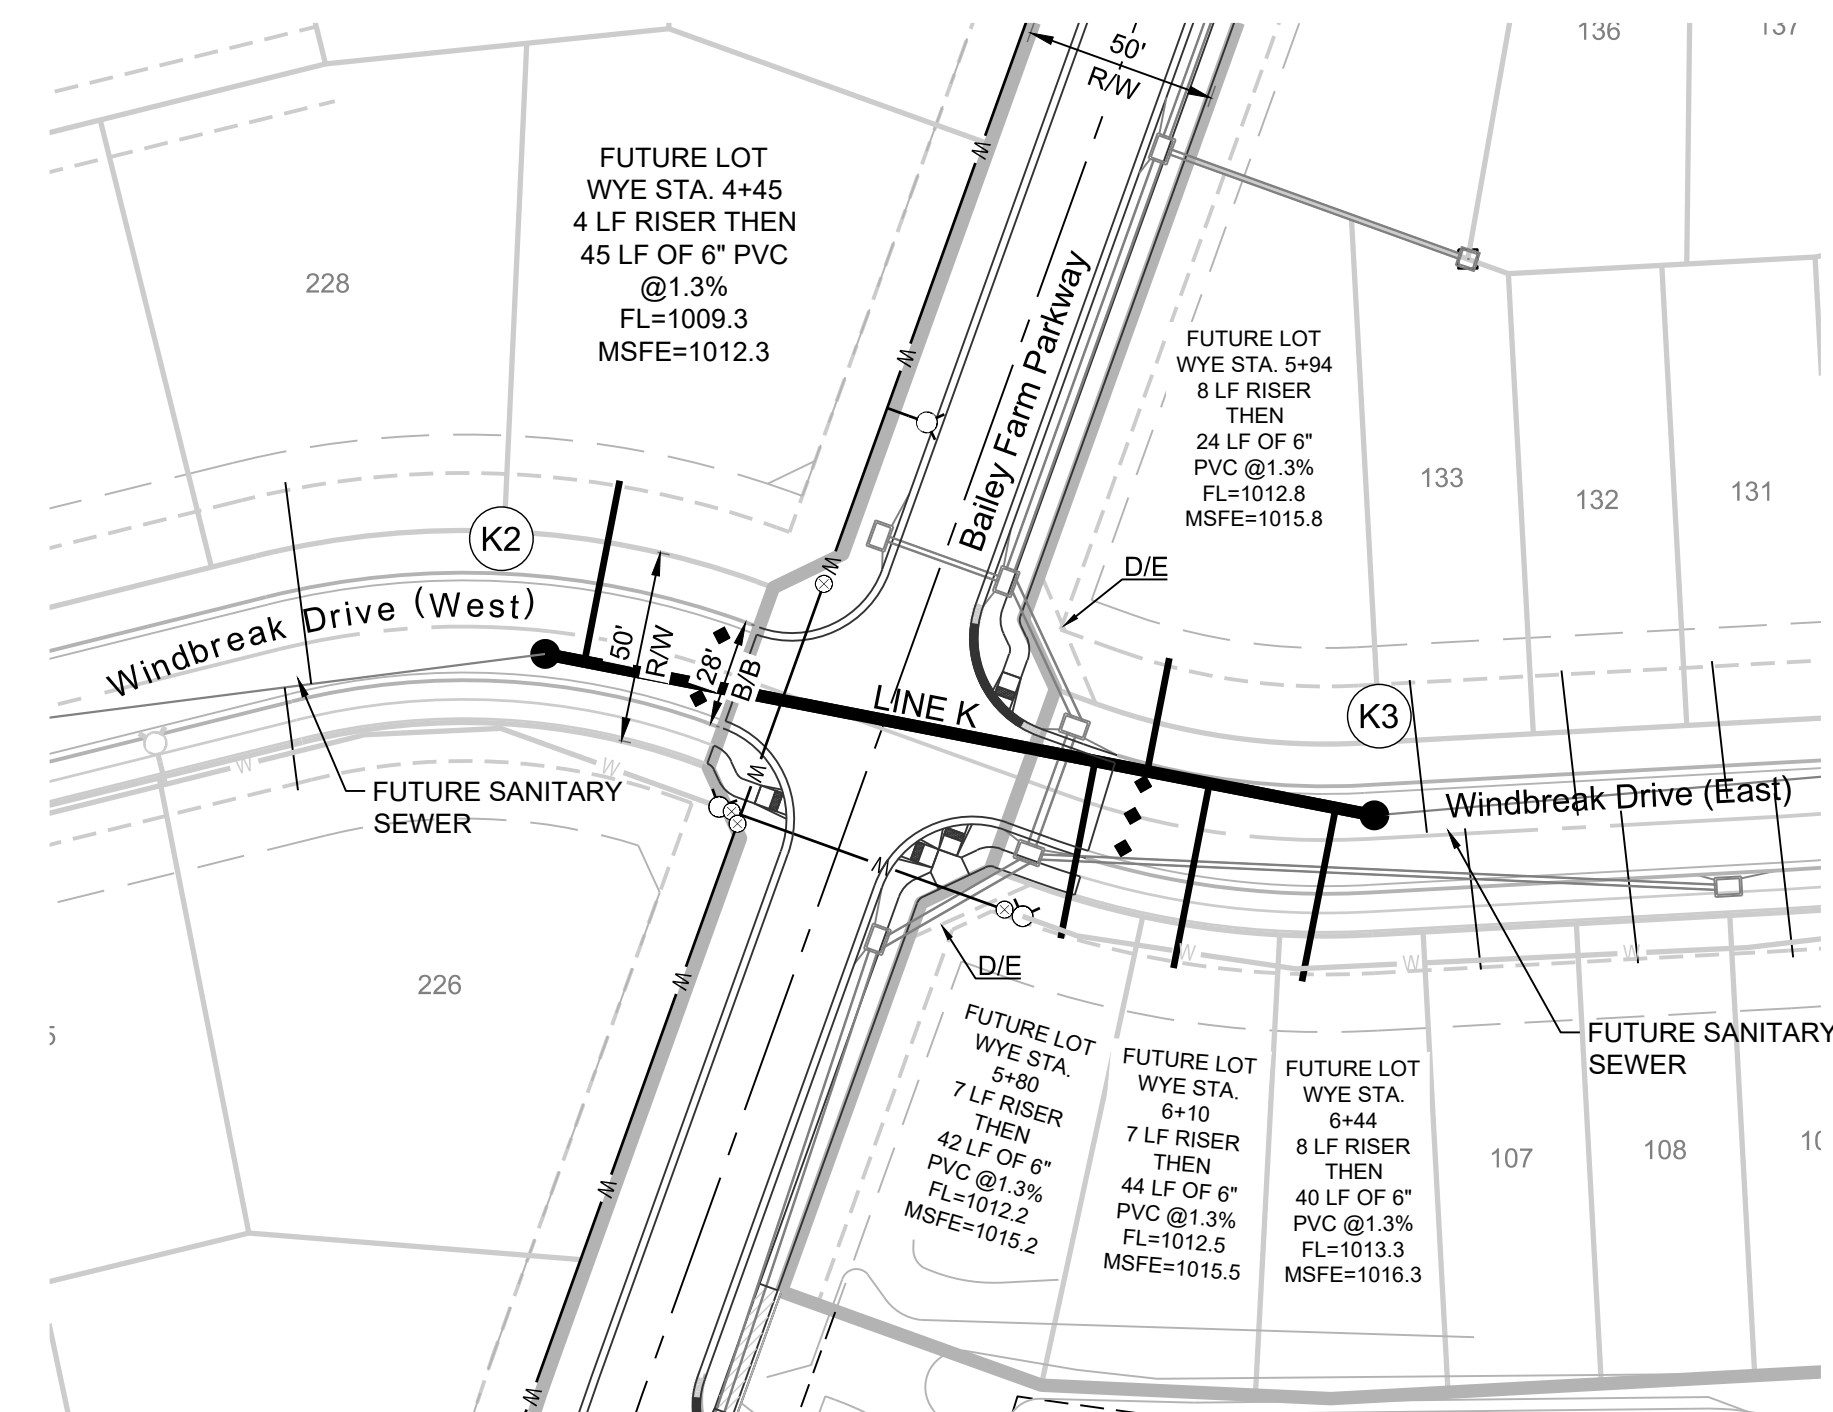 136
137
50'
R/W
FUTURE LOT
WYE STA. 4+45
4 LF RISER THEN
45 LF OF 6" PVC
@1.3%
FL=1009.3
MSFE=1012.3
228
W
W
Bailey Farm Parkway
FUTURE LOT
WYE STA. 5+94
8 LF RISER
THEN
24 LF OF 6"
PVC @1.3%
FL=1012.8
MSFE=1015.8
133
132
131
K2
D/E
W
Windbreak Drive (West)
50'
R/W
28'
B/B
LINE K
K3
W
W
W
FUTURE SANITARY
SEWER
Windbreak Drive (East)
W
W
W
W
W
D/E
226
5
FUTURE LOT
WYE STA.
5+80
7 LF RISER
THEN
42 LF OF 6"
PVC @1.3%
FL=1012.2
MSFE=1015.2
FUTURE LOT
WYE STA.
6+10
7 LF RISER
THEN
44 LF OF 6"
PVC @1.3%
FL=1012.5
MSFE=1015.5
FUTURE LOT
WYE STA.
6+44
8 LF RISER
THEN
40 LF OF 6"
PVC @1.3%
FL=1013.3
MSFE=1016.3
FUTURE SANITARY
SEWER
107
108
W
W